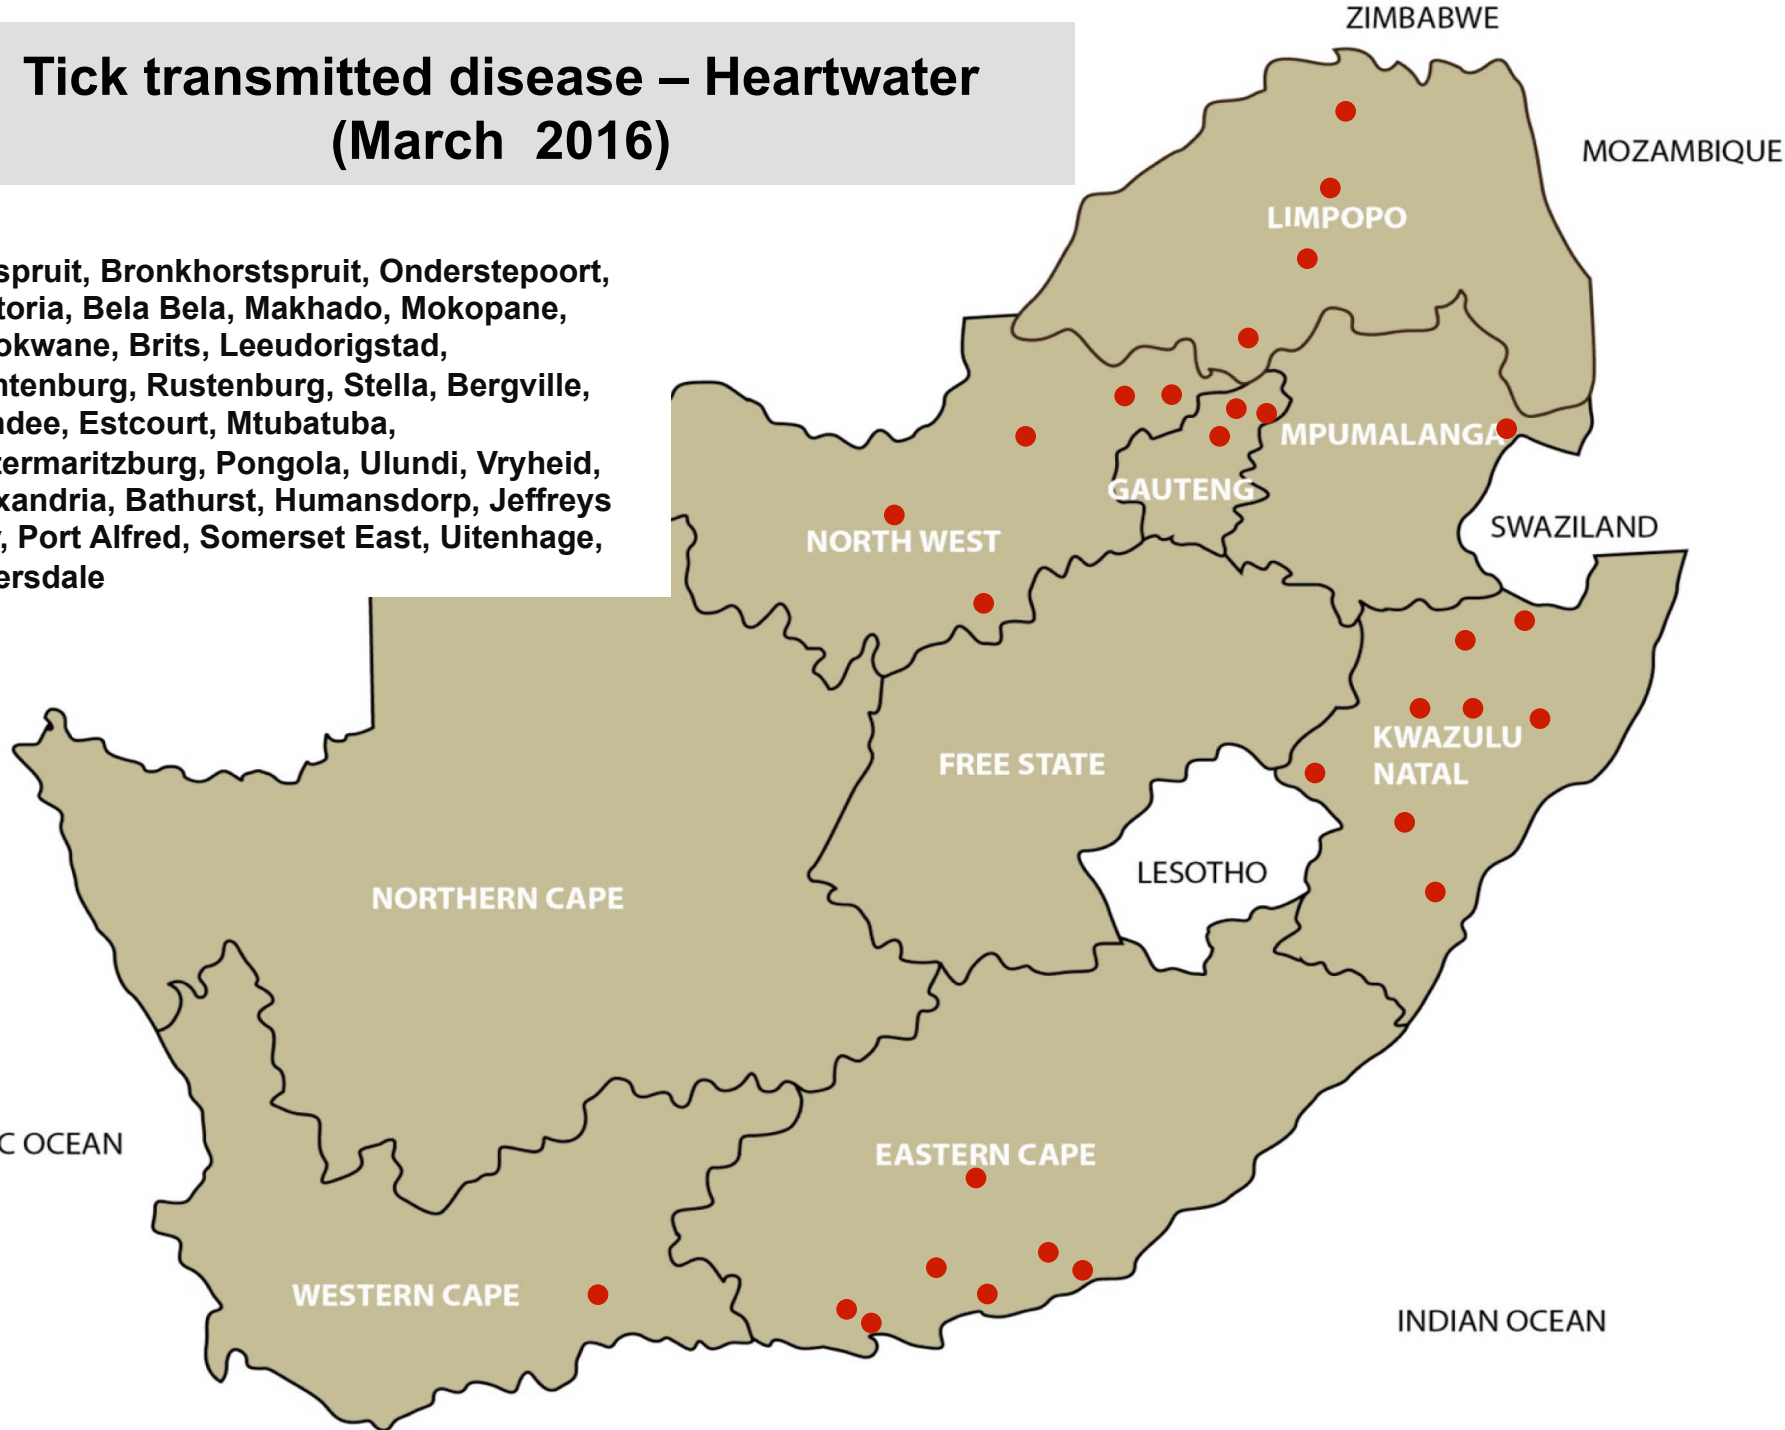 Tick transmitted disease – Heartwater
(March 2016)
spruit, Bronkhorstspruit, Onderstepoort,
toria, Bela Bela, Makhado, Mokopane,
okwane, Brits, Leeudorigstad,
htenburg, Rustenburg, Stella, Bergville,
ndee, Estcourt, Mtubatuba,
termaritzburg, Pongola, Ulundi, Vryheid,
xandria, Bathurst, Humansdorp, Jeffreys
, Port Alfred, Somerset East, Uitenhage,
ersdale
ZIMBABWE
MOZAMBIQUE
LIMPOPO
MPUMALANGA
GAUTENG
NORTH WEST
SWAZILAND
KWAZULU
NATAL
FREE STATE
LESOTHO
NORTHERN CAPE
C OCEAN
EASTERN CAPE
WESTERN CAPE
INDIAN OCEAN